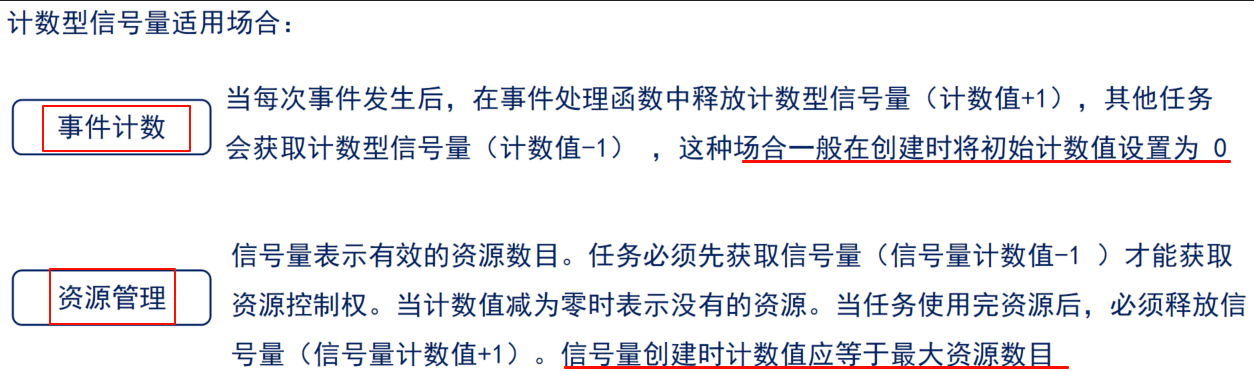 计数型信号量适用场合：
事件计数
当每次事件发生后，在事件处理函数中释放计数型信号量（计数值+1），其他任务
会获取计数型信号量（计数值-1） ，这种场合一般在创建时将初始计数值设置为 0
资源管理
信号量表示有效的资源数目。任务必须先获取信号量（信号量计数值-1 ）才能获取
资源控制权。当计数值减为零时表示没有的资源。当任务使用完资源后，必须释放信
号量（信号量计数值+1）。信号量创建时计数值应等于最大资源数目